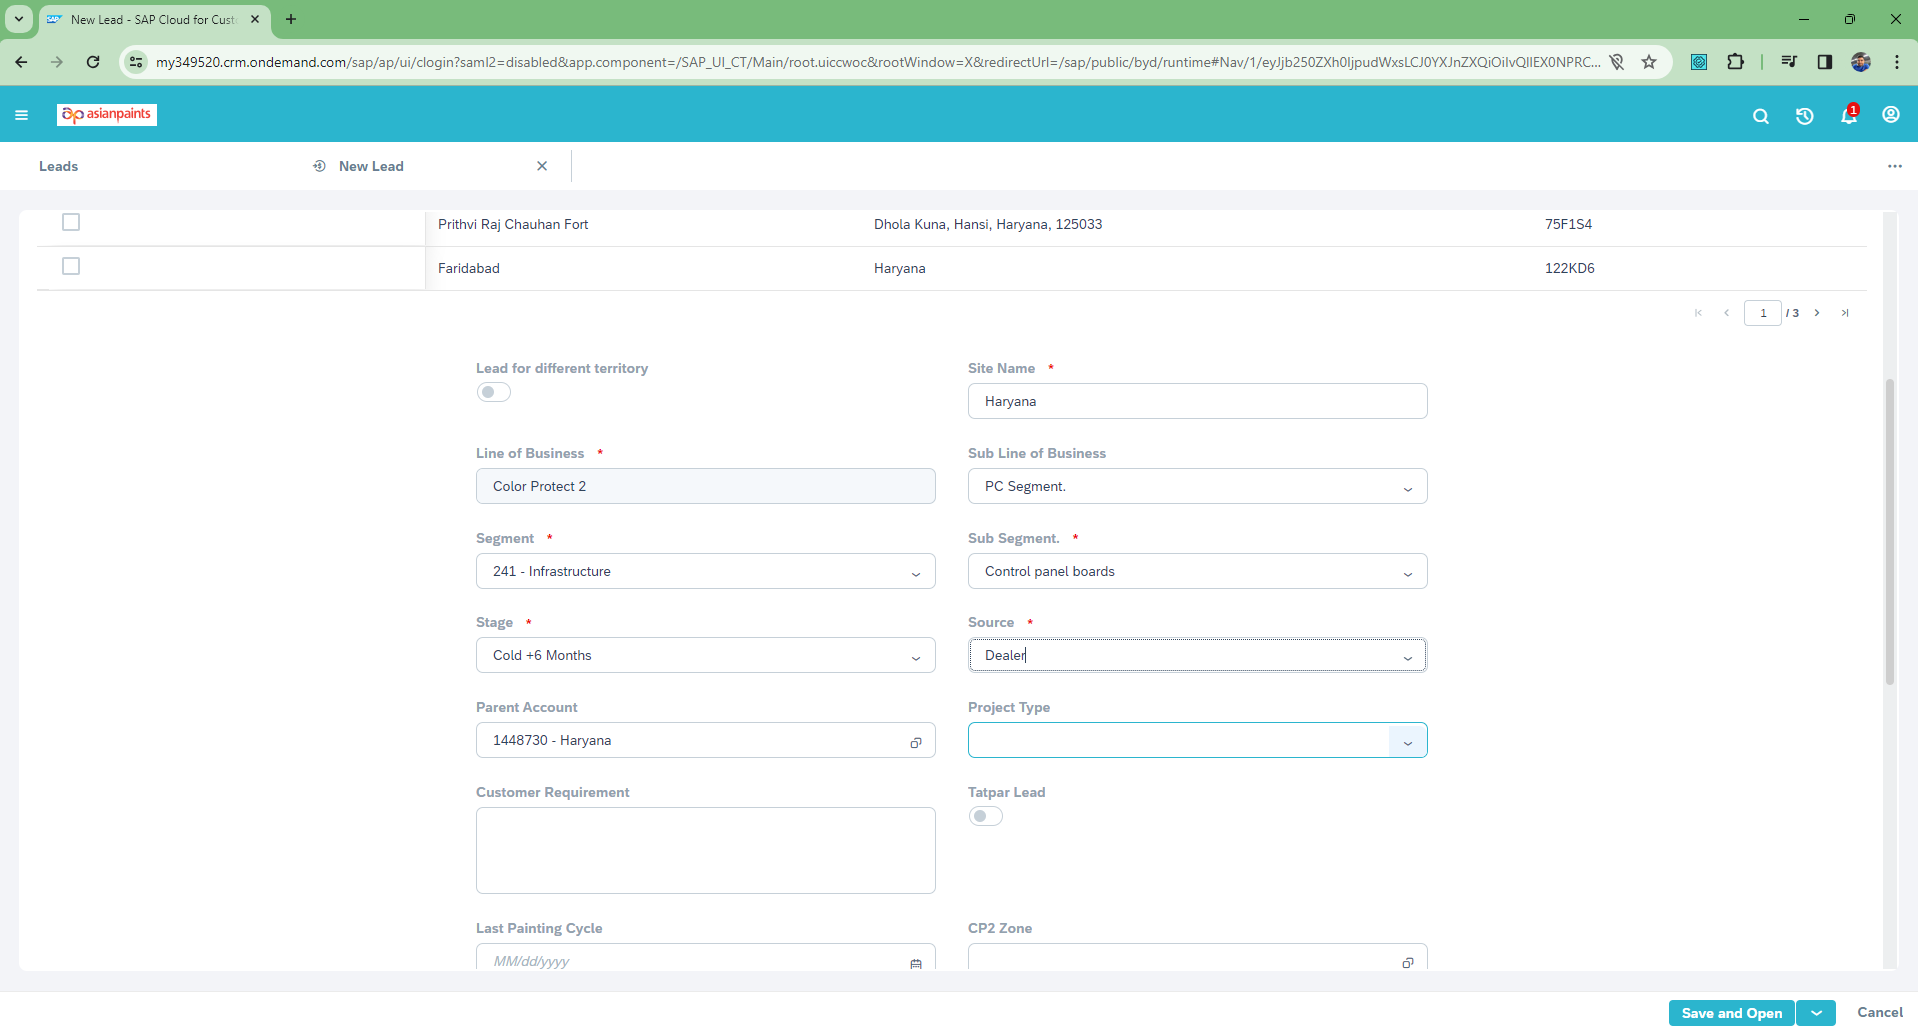 New Lead - SAP Cloud for Cust
my349520.crm.ondemand.com/sap/ap/ui/clogin?saml2=disabled&app.component=/SAP_UI_CT/Main/root.uiccwoc&rootWindow=X&redirectUrl=/sap/public/byd/runtime#Nav/1/eyJjb250ZXh0IjpudWxsLCJ0YXJnZXQiOiIvQllEX0NPRC...
asianpaints
1
Leads
New Lead
Prithvi Raj Chauhan Fort Dhola Kuna, Hansi, Haryana, 125033 75F1S4
Faridabad Haryana 122KD6
1 / 3
Lead for different territory
Site Name *
Haryana
Line of Business *
Sub Line of Business
Color Protect 2
PC Segment.
Segment *
Sub Segment. *
241 - Infrastructure
Control panel boards
Stage *
Source *
Cold +6 Months
Dealer
Parent Account
Project Type
1448730 - Haryana
Customer Requirement
Tatpar Lead
Last Painting Cycle
CP2 Zone
MM/dd/yyyy
Save and Open
Cancel